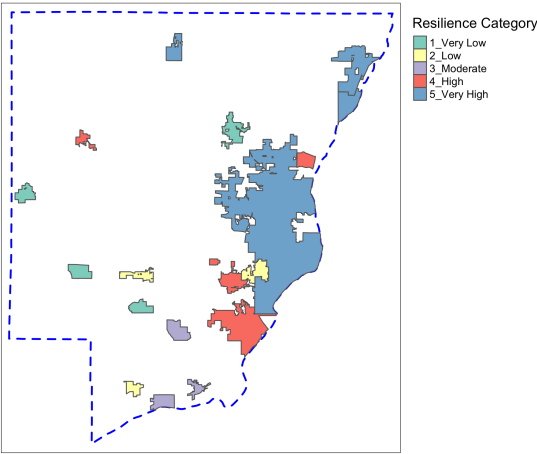 Resilience Category
1_Very Low
2_Low
3_Moderate
4_High
5_Very High